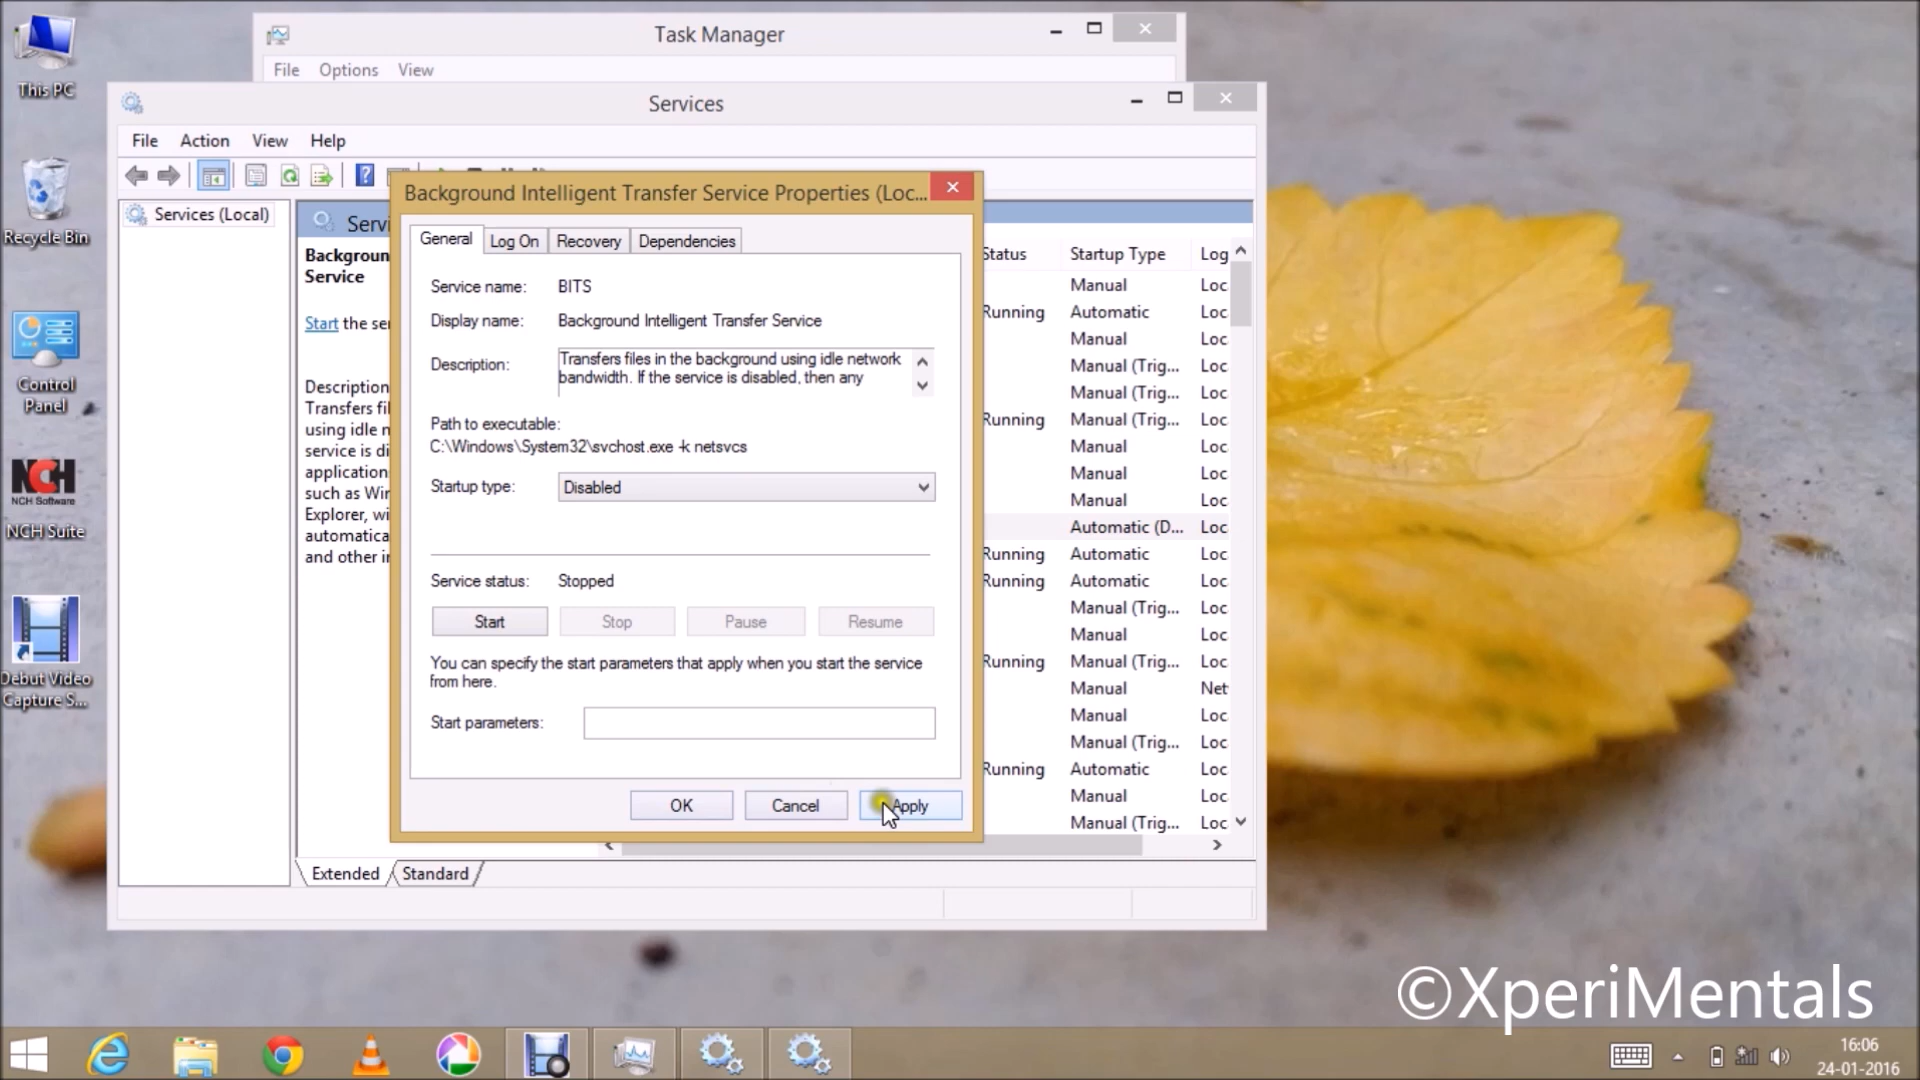 This PC
Recycle Bin
Control
Panel
NCH
NCH Software
NCH Suite
Debut Video
Capture S...
Task Manager
File Options View
Services
File Action View Help
Services (Local)
Servi
Backgroun
Service
Start the ser
Description
Transfers fil
using idle n
service is di
application
such as Wir
Explorer, wi
automatica
and other ir
Background Intelligent Transfer Service Properties (Loc...
General Log On Recovery Dependencies
Service name: BITS
Display name: Background Intelligent Transfer Service
Description: Transfers files in the background using idle network
bandwidth. If the service is disabled, then any
Path to executable:
C:\Windows\System32\svchost.exe -k netsvcs
Startup type: Disabled
Service status: Stopped
Start Stop Pause Resume
You can specify the start parameters that apply when you start the service
from here.
Start parameters:
OK Cancel Apply
Status Startup Type Log
Manual Loc
Running Automatic Loc
Manual Loc
Manual (Trig... Loc
Manual (Trig... Loc
Running Manual (Trig... Loc
Manual Loc
Manual Loc
Manual Loc
Automatic (D... Loc
Running Automatic Loc
Running Automatic Loc
Manual (Trig... Loc
Manual Loc
Running Manual (Trig... Loc
Manual Net
Manual Loc
Manual (Trig... Loc
Running Automatic Loc
Manual Loc
Manual (Trig... Loc
Extended Standard
©XperiMentals
16:06
24-01-2016